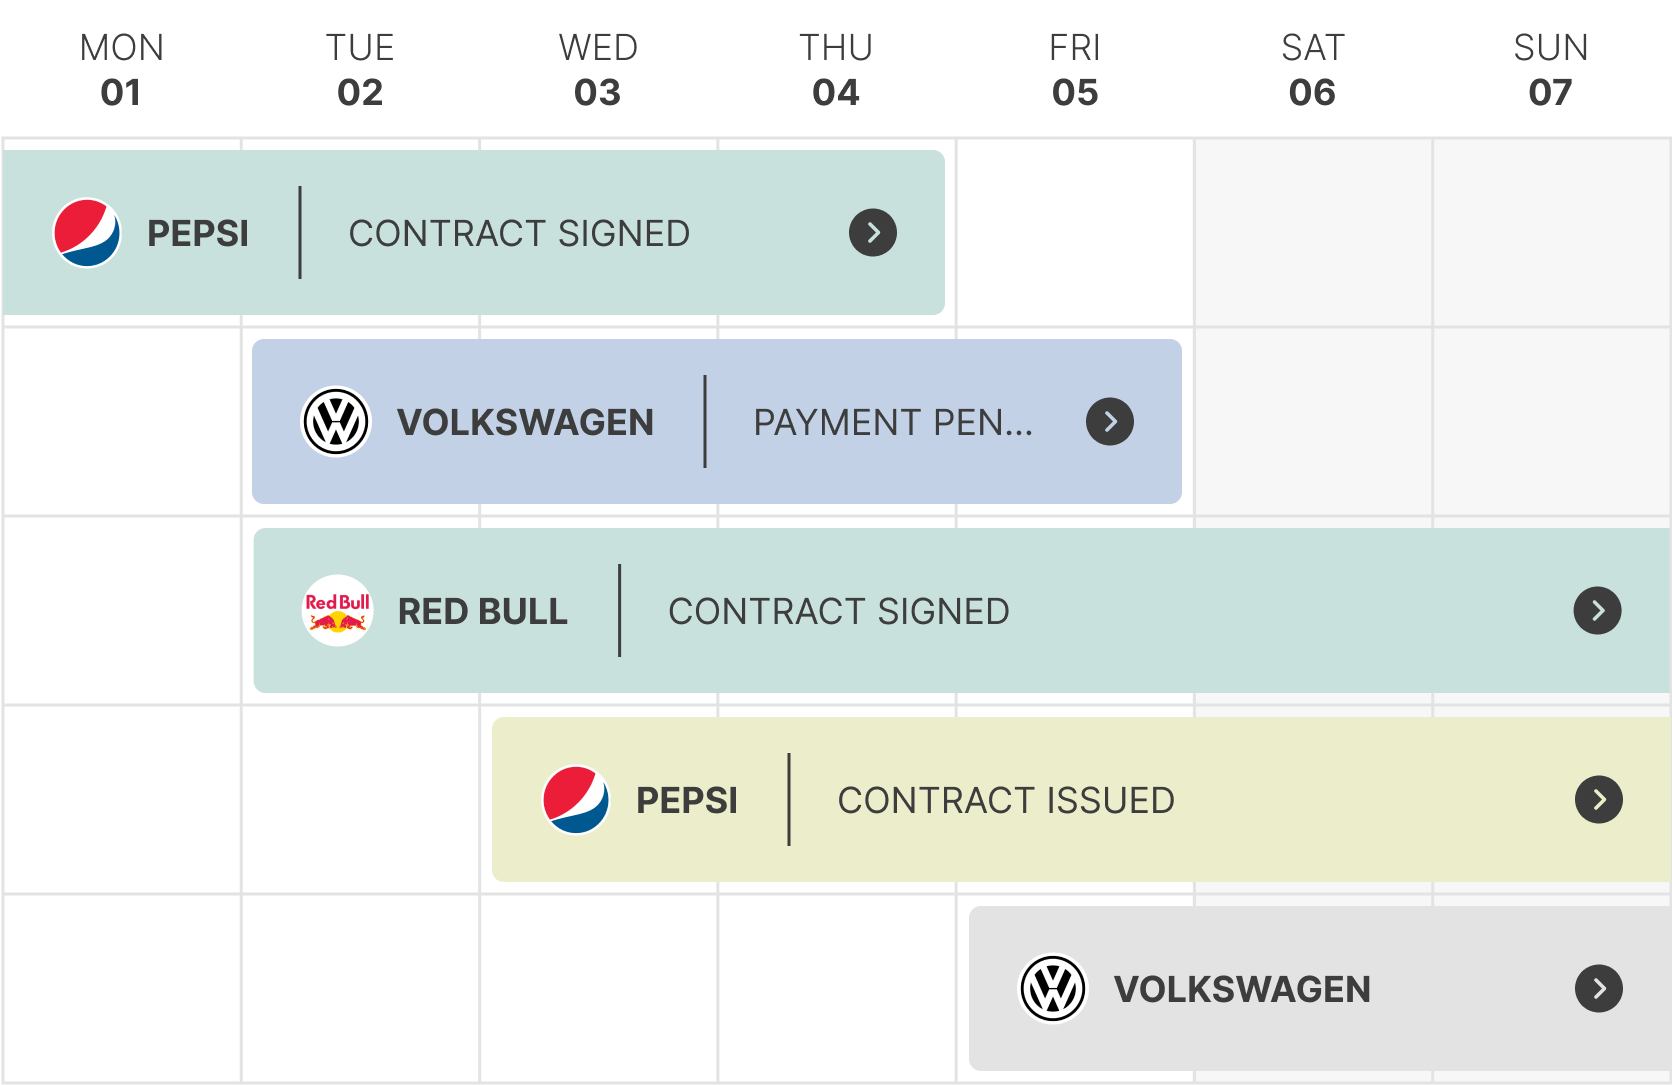 MON TUE WED THU FRI SAT SUN
01 02 03 04 05 06 07
PEPSI CONTRACT SIGNED
VOLKSWAGEN PAYMENT PEN...
Red Bull RED BULL CONTRACT SIGNED
PEPSI CONTRACT ISSUED
VOLKSWAGEN